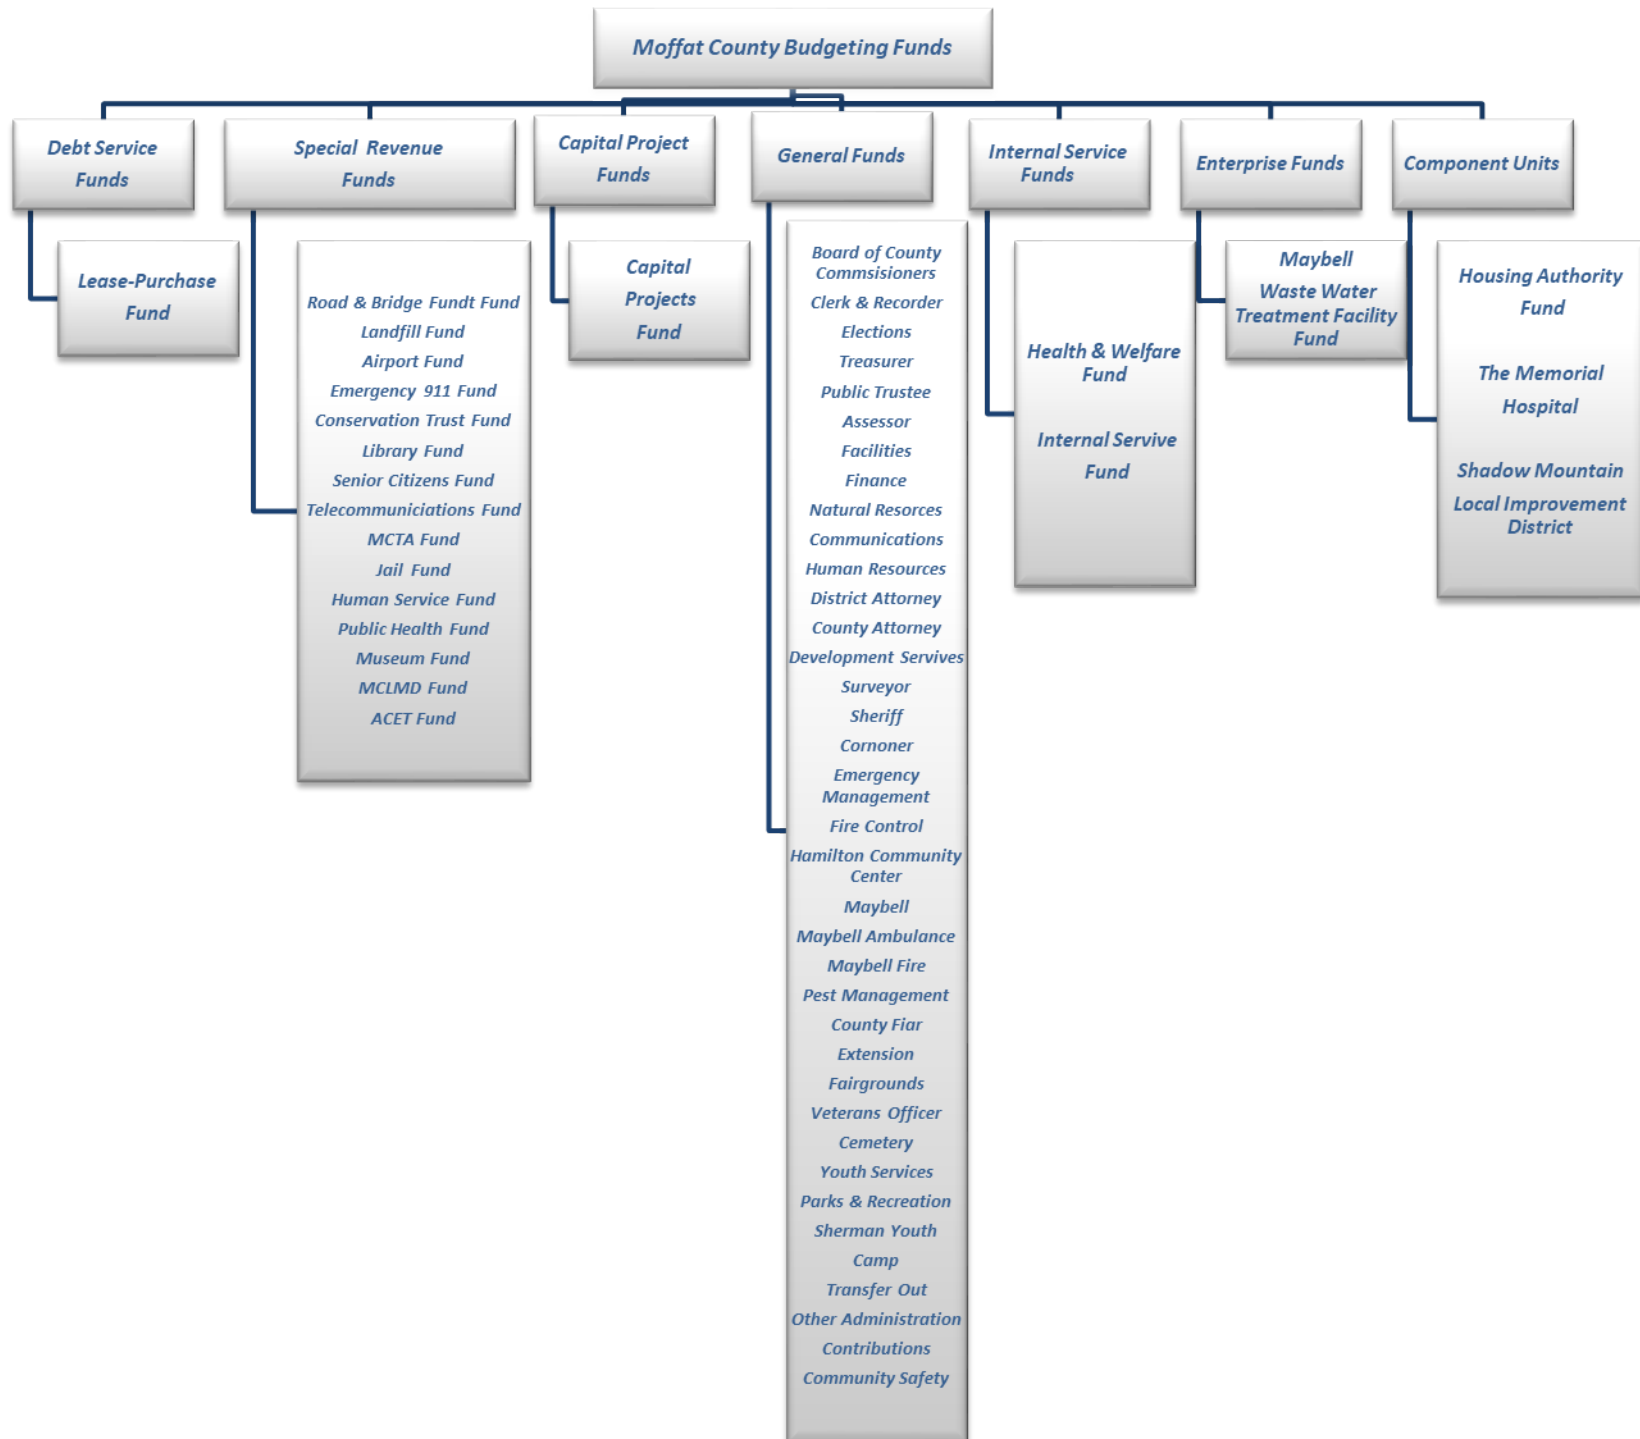 Moffat County Budgeting Funds
Debt Service
Funds
Lease-Purchase
Fund
Special Revenue
Funds
Road & Bridge Fundt Fund
Landfill Fund
Airport Fund
Emergency 911 Fund
Conservation Trust Fund
Library Fund
Senior Citizens Fund
Telecommuniciations Fund
MCTA Fund
Jail Fund
Human Service Fund
Public Health Fund
Museum Fund
MCLMD Fund
ACET Fund
Capital Project
Funds
Capital
Projects
Fund
General Funds
Board of County
Commsisioners
Clerk & Recorder
Elections
Treasurer
Public Trustee
Assessor
Facilities
Finance
Natural Resorces
Communications
Human Resources
District Attorney
County Attorney
Development Servives
Surveyor
Sheriff
Cornoner
Emergency
Management
Fire Control
Hamilton Community
Center
Maybell
Maybell Ambulance
Maybell Fire
Pest Management
County Fiar
Extension
Fairgrounds
Veterans Officer
Cemetery
Youth Services
Parks & Recreation
Sherman Youth
Camp
Transfer Out
Other Administration
Contributions
Community Safety
Internal Service
Funds
Health & Welfare
Fund
Internal Servive
Fund
Enterprise Funds
Maybell
Waste Water
Treatment Facility
Fund
Component Units
Housing Authority
Fund
The Memorial
Hospital
Shadow Mountain
Local Improvement
District